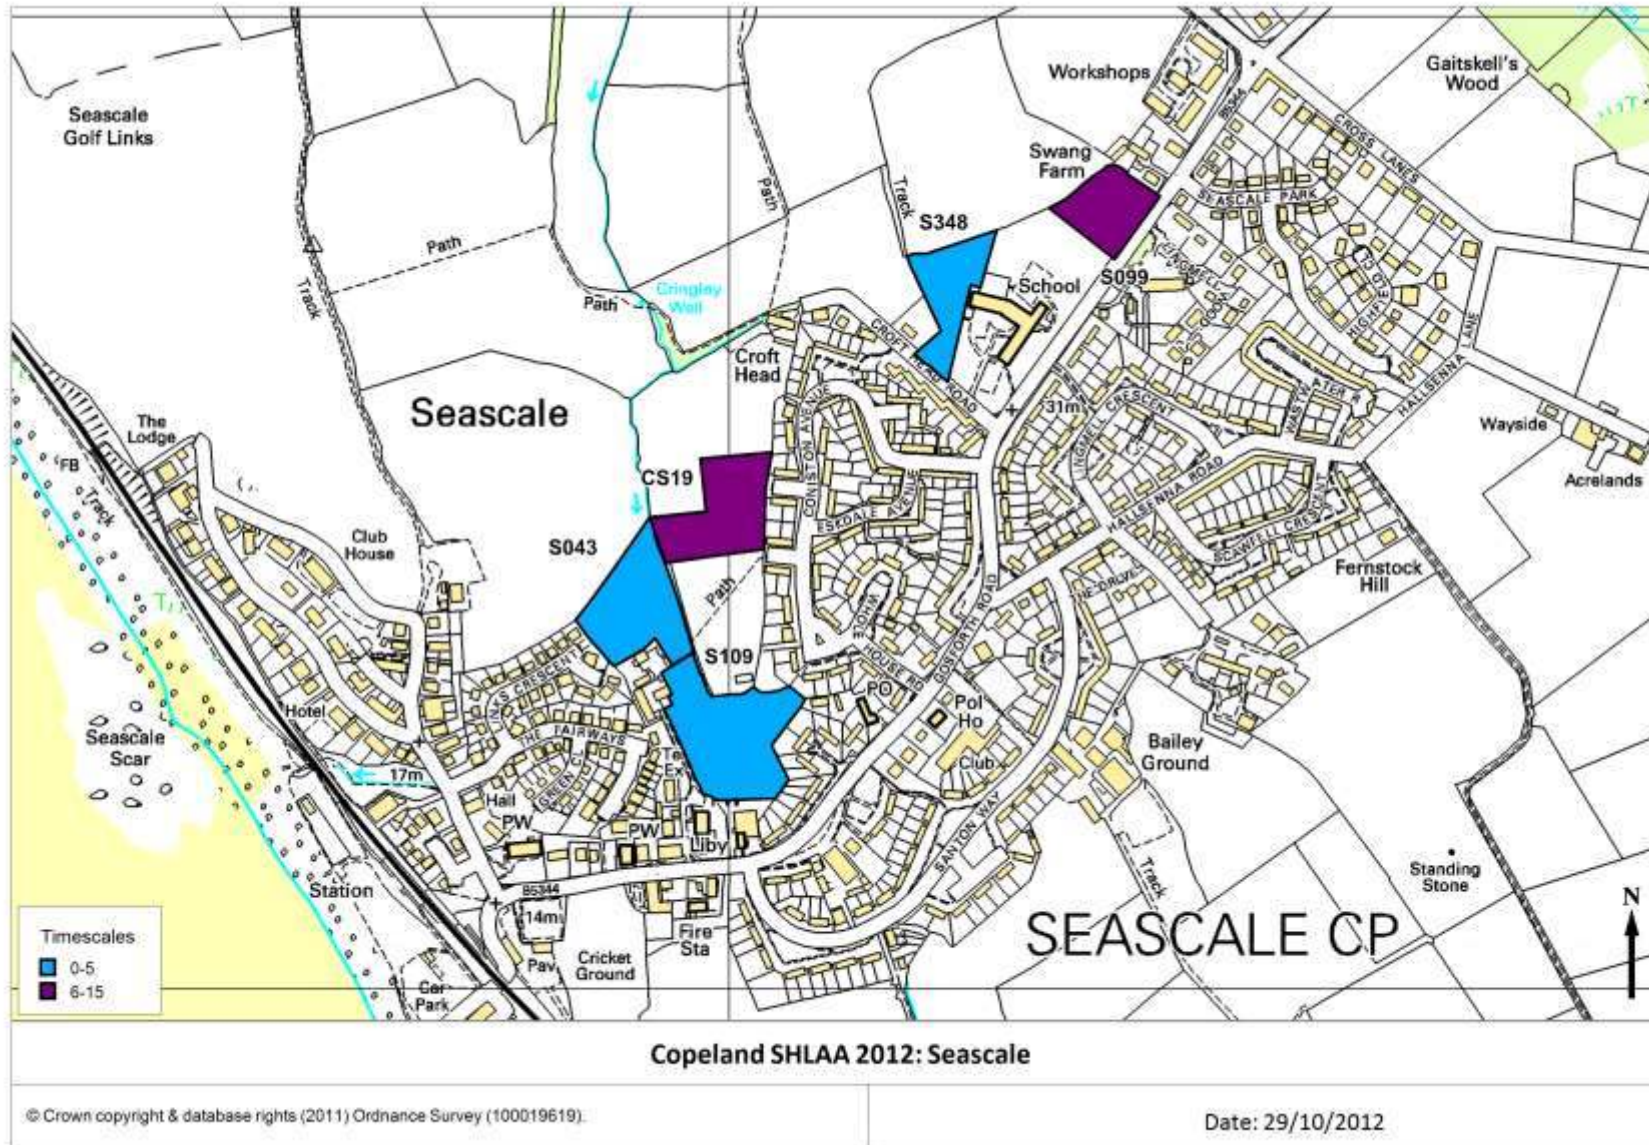 Seascale
Golf Links
Workshops
Gaitskell's
Wood
B5344
CROSS LANES
Swang
Farm
Track
Path
SEASCALE PARK
S348
Path
Track
S099
School
Path
Cringley
Well
HALLSENNA LANE
Croft
Head
CROFT HEAD ROAD
Seascale
CONISTON AVENUE
31m
CRESCENT
The
Lodge
FB
Track
Wayside
Acrelands
CS19
ESKDALE
AVENUE
HALLSENNA ROAD
SCAWFELL CRESCENT
S043
Club
House
Path
Fernstock
Hill
GOSFORTH ROAD
S109
HOUSE RD
PO
Pol
Ho
Club
Bailey
Ground
Hotel
THE FAIRWAYS
Seascale
Scar
17m
Hall
PW
PW
Liby
SANTON WAY
Track
Standing
Stone
Station
B5344
14m
Fire
Sta
Cricket
Ground
Pav
Car
Park
SEASCALE CP
N
Timescales
0-5
6-15
Copeland SHLAA 2012: Seascale
© Crown copyright & database rights (2011) Ordnance Survey (100019619).
Date: 29/10/2012